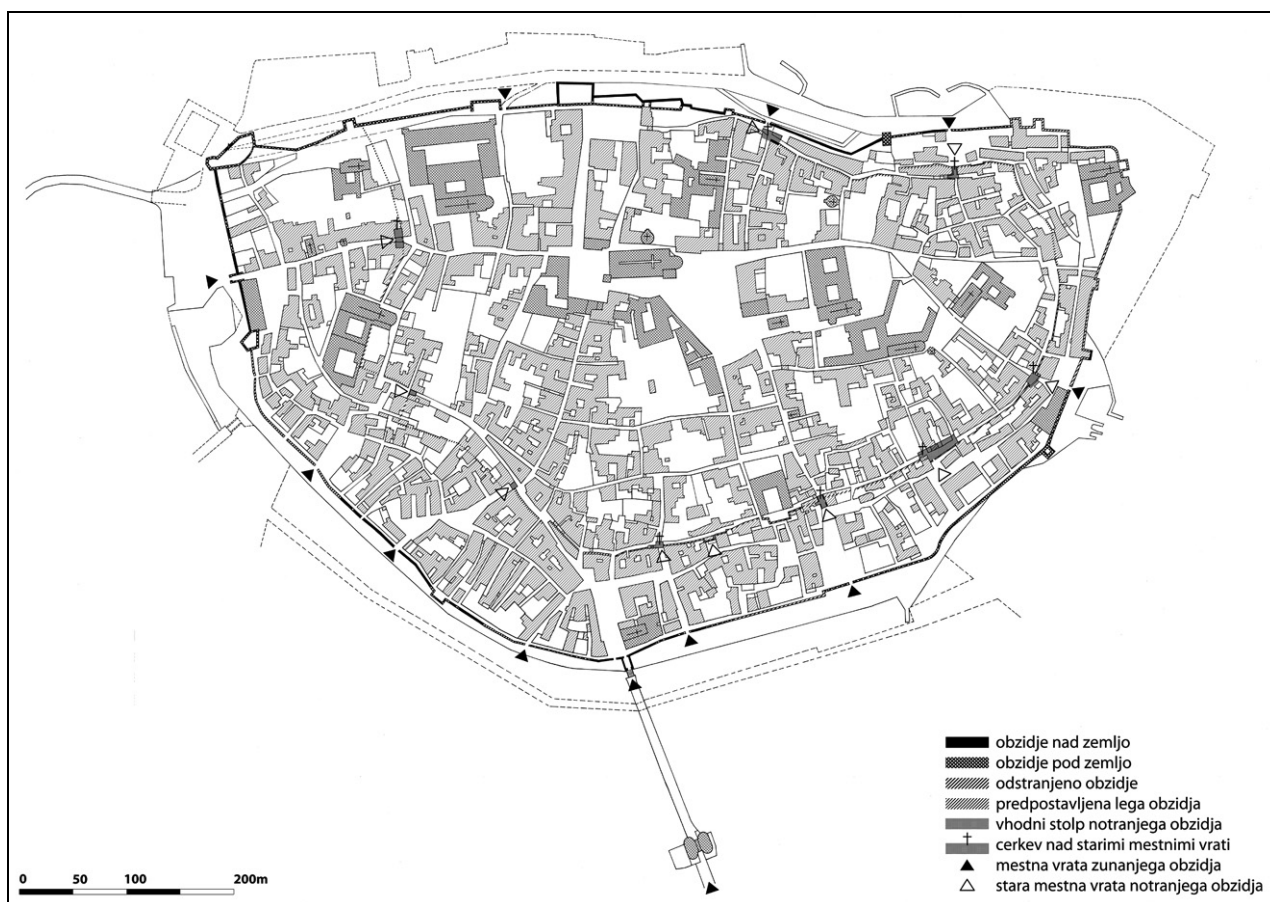 obzidje nad zemljo
obzidje pod zemljo
odstranjeno obzidje
predpostavljena lega obzidja
vhodni stolp notranjega obzidja
cerkev nad starimi mestnimi vrati
mestna vrata zunanjega obzidja
stara mestna vrata notranjega obzidja
0 50 100 200m